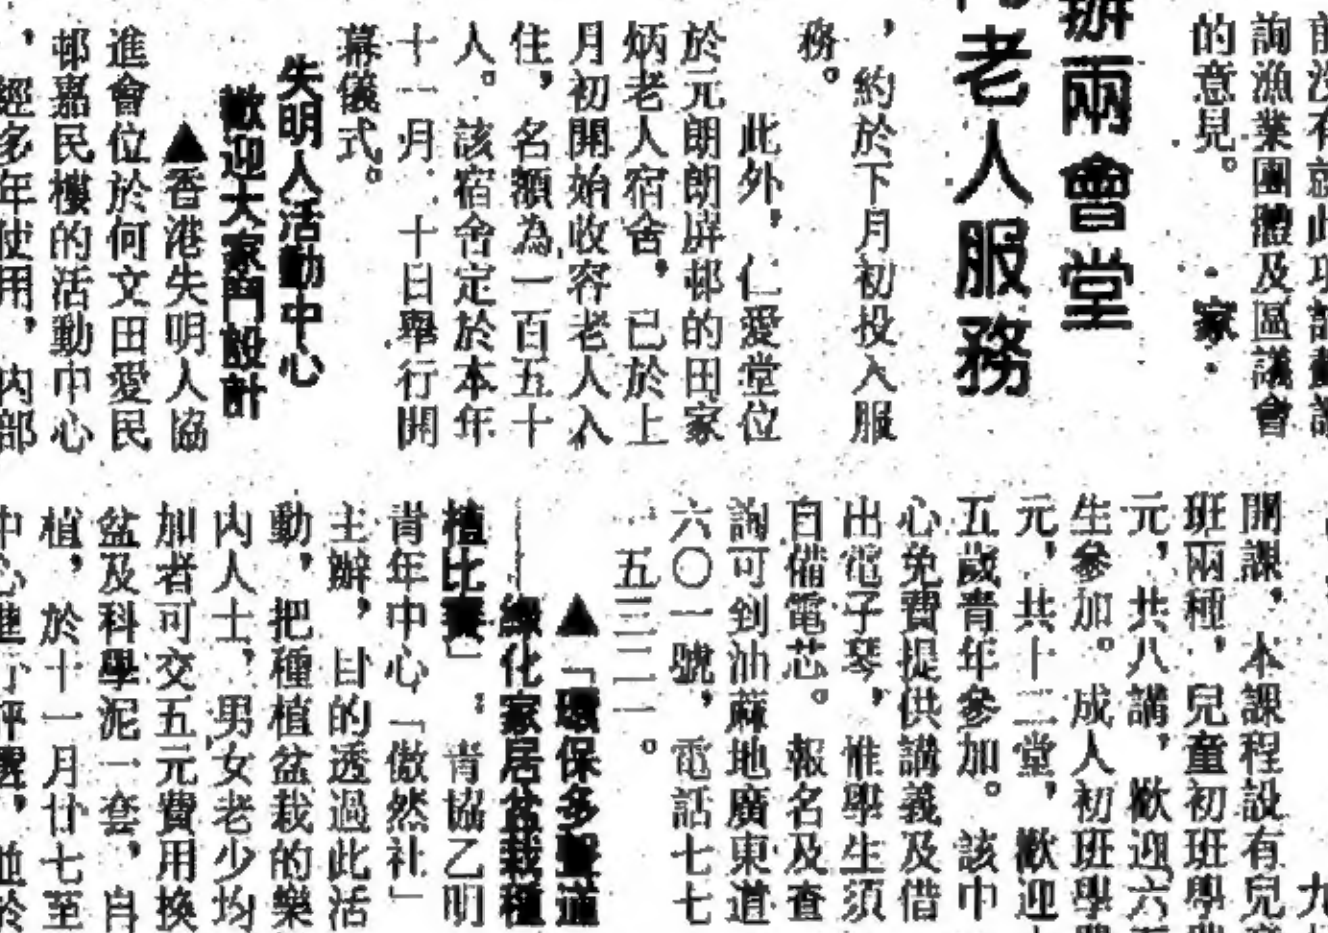 詢漁業團體及區議會
的意見。
・家・
辦兩會堂
老人服務
，約於下月初投入服
務。
此外，仁愛堂位
於元朗朗屏邨的田家
炳老人宿舍，已於上
月初開始收容老人入
住，名額為一百五十
人。該宿舍定於本年
十一月十日舉行開
幕儀式。
失明人活動中心
歡迎大家鬥設計
▲香港失明人協
進會位於何文田愛民
邨嘉民樓的活動中心
，經多年使用，內部
開課，本課程設有兒
班兩種，兒童初班學
元，共八講，歡迎六
生參加。成人初班學
元，共十二堂，歡迎
五歲青年參加。該中
心免費提供講義及借
出電子琴，惟學生須
自備電芯。報名及查
詢可到油蔴地廣東道
六〇一號，電話七七
五三二一。
▲「環保多聲道
——綠化家居盆栽種
植比賽」：青協乙明
青年中心「傲然社」
主辦，目的透過此活
動，把種植盆栽的樂
內人士，男女老少均
加者可交五元費用換
盆及科學泥一套，自
植，於十一月廿七至
中心進行評選，並於